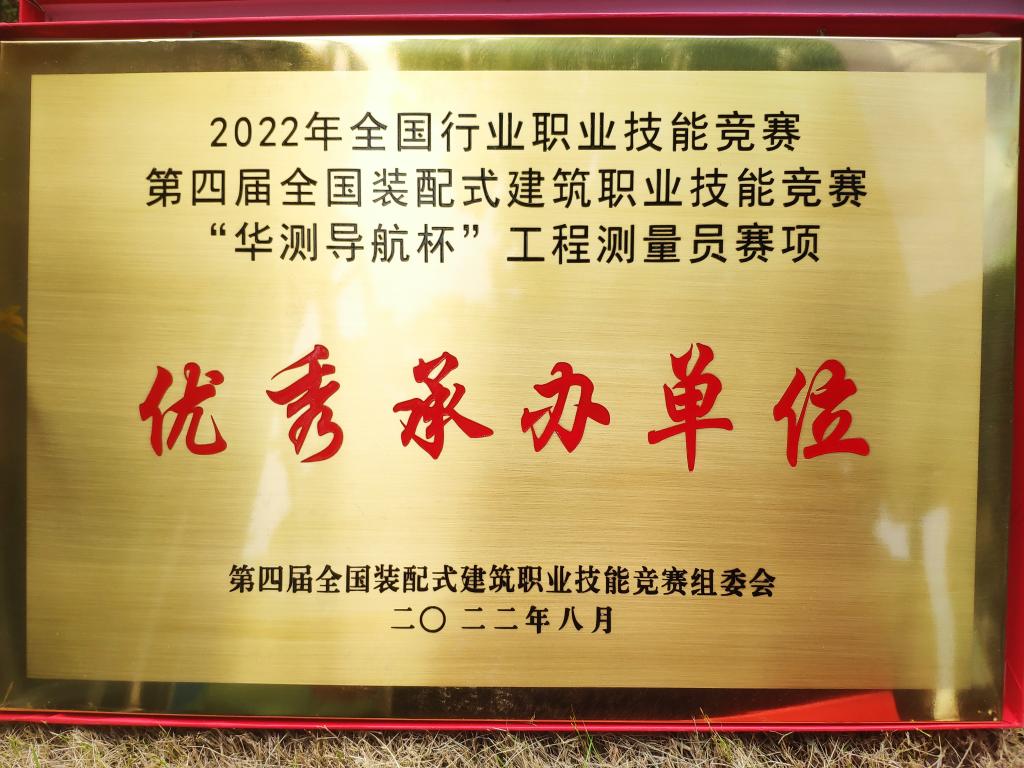 2022年全国行业职业技能竞赛
第四届全国装配式建筑职业技能竞赛
“华测导航杯”工程测量员赛项
优秀承办单位
第四届全国装配式建筑职业技能竞赛组委会
二〇二二年八月